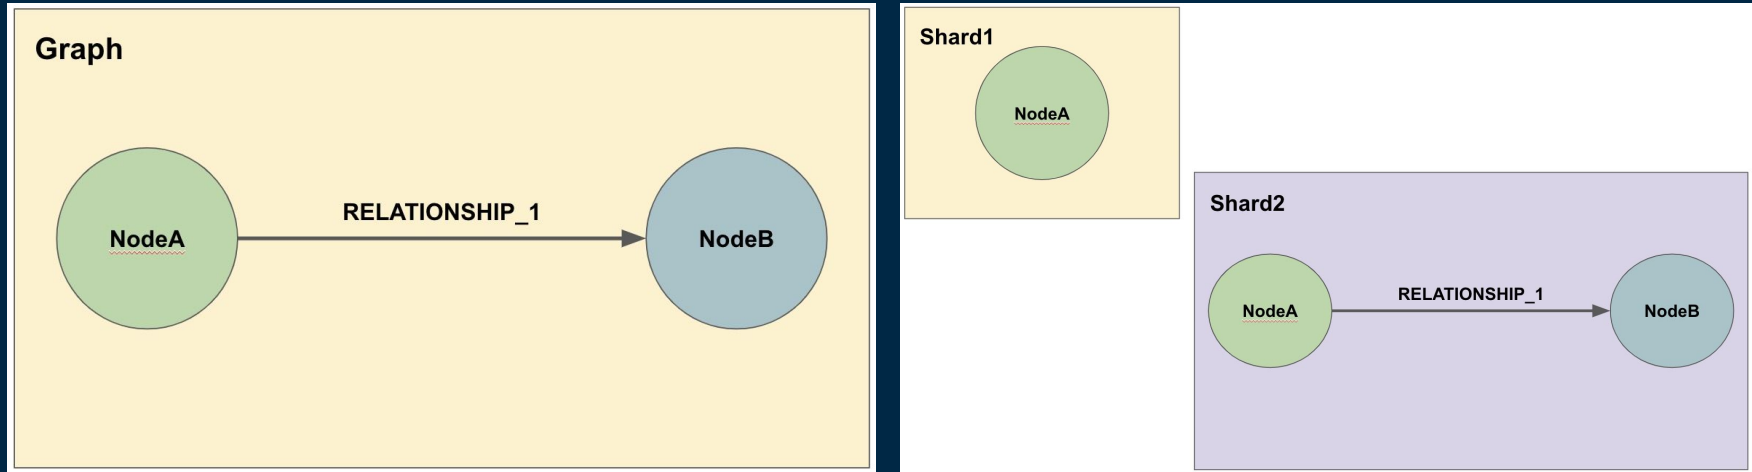 Graph
NodeA
RELATIONSHIP_1
NodeB
Shard1
NodeA
Shard2
NodeA
RELATIONSHIP_1
NodeB